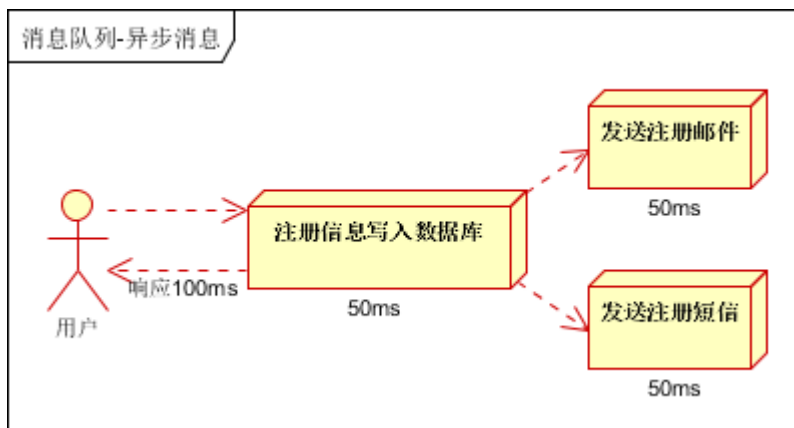 消息队列-异步消息
发送注册邮件
50ms
注册信息写入数据库
响应100ms
50ms
用户
发送注册短信
50ms